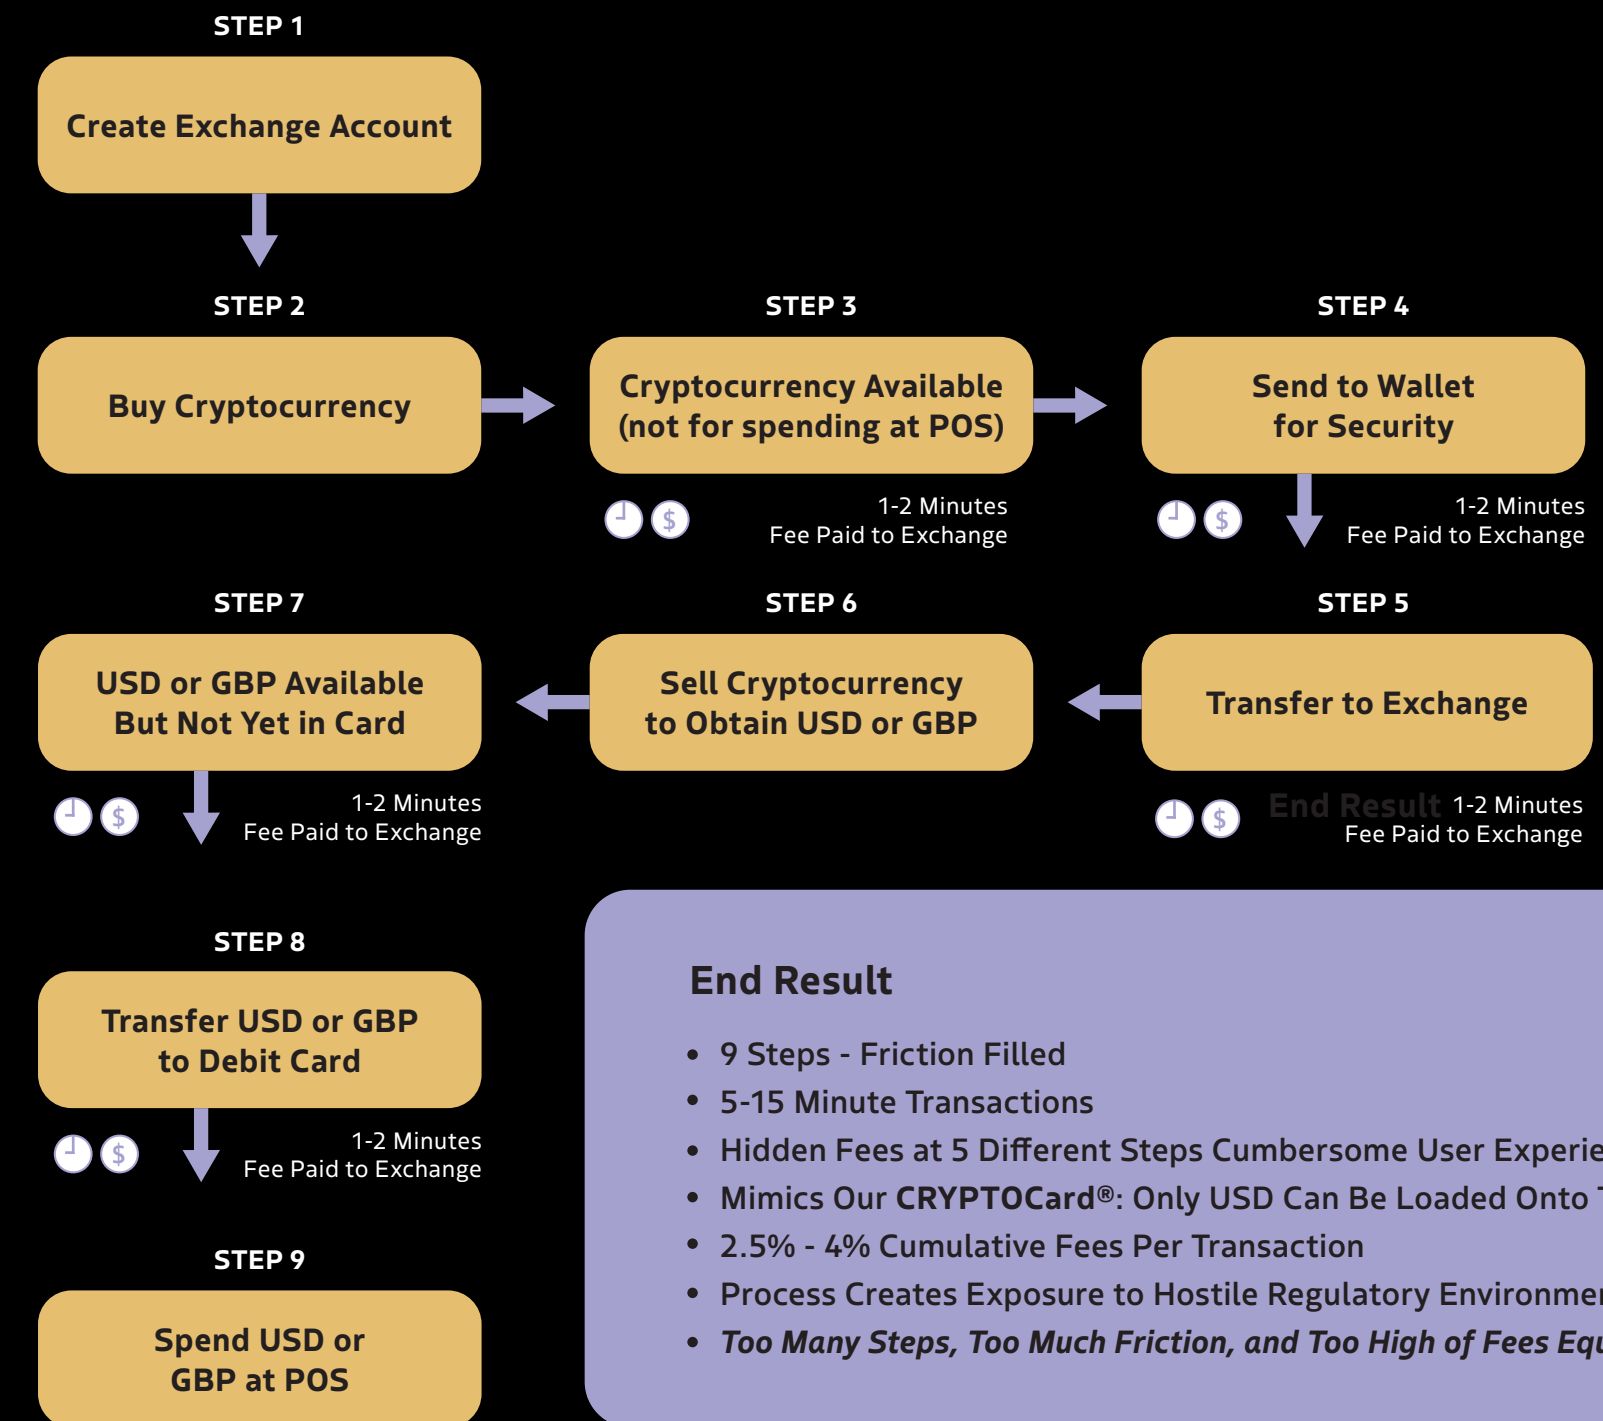 STEP 1
Create Exchange Account
STEP 2
Buy Cryptocurrency
STEP 3
Cryptocurrency Available
(not for spending at POS)
1-2 Minutes
Fee Paid to Exchange
STEP 4
Send to Wallet
for Security
1-2 Minutes
Fee Paid to Exchange
STEP 5
Transfer to Exchange
End Result
1-2 Minutes
Fee Paid to Exchange
STEP 6
Sell Cryptocurrency
to Obtain USD or GBP
STEP 7
USD or GBP Available
But Not Yet in Card
$
1-2 Minutes
Fee Paid to Exchange
STEP 8
Transfer USD or GBP
to Debit Card
1-2 Minutes
Fee Paid to Exchange
STEP 9
Spend USD or
GBP at POS
End Result
• 9 Steps - Friction Filled
• 5-15 Minute Transactions
• Hidden Fees at 5 Different Steps Cumbersome User
• Mimics Our CRYPTOCard®: Only USD Can Be Loaded Onto
• 2.5% - 4% Cumulative Fees Per Transaction
• Process Creates Exposure to Hostile Regulatory
• Too Many Steps, Too Much Friction, and Too High of Fees